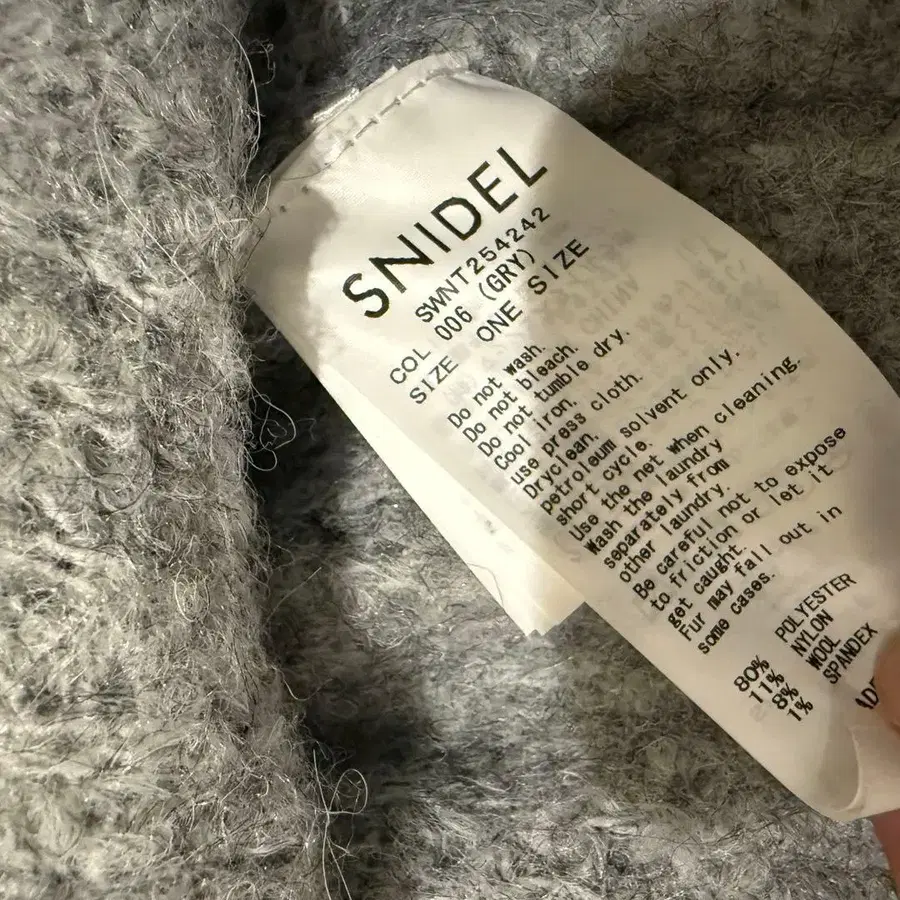 SNIDEL
SWNT254242
COL 006 (GRY)
SIZE ONE SIZE
Do not wash.
Do not bleach.
Do not tumble dry.
Cool iron,
use press cloth.
Dryclean,
petroleum solvent only,
short cycle.
Use the net when cleaning.
Wash the laundry
separately from
other laundry.
Be careful not to expose
to friction or let it
get caught.
Fur may fall out in
some cases.
80% POLYESTER
11% NYLON
8% WOOL
1% SPANDEX